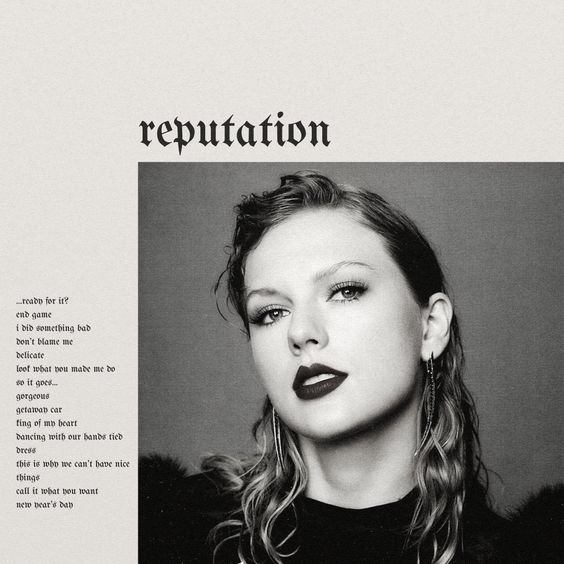 reputation
...ready for it?
end game
i did something bad
don't blame me
delicate
look what you made me do
so it goes...
gorgeous
getaway car
king of my heart
dancing with our hands tied
dress
this is why we can't have nice
things
call it what you want
new year's day